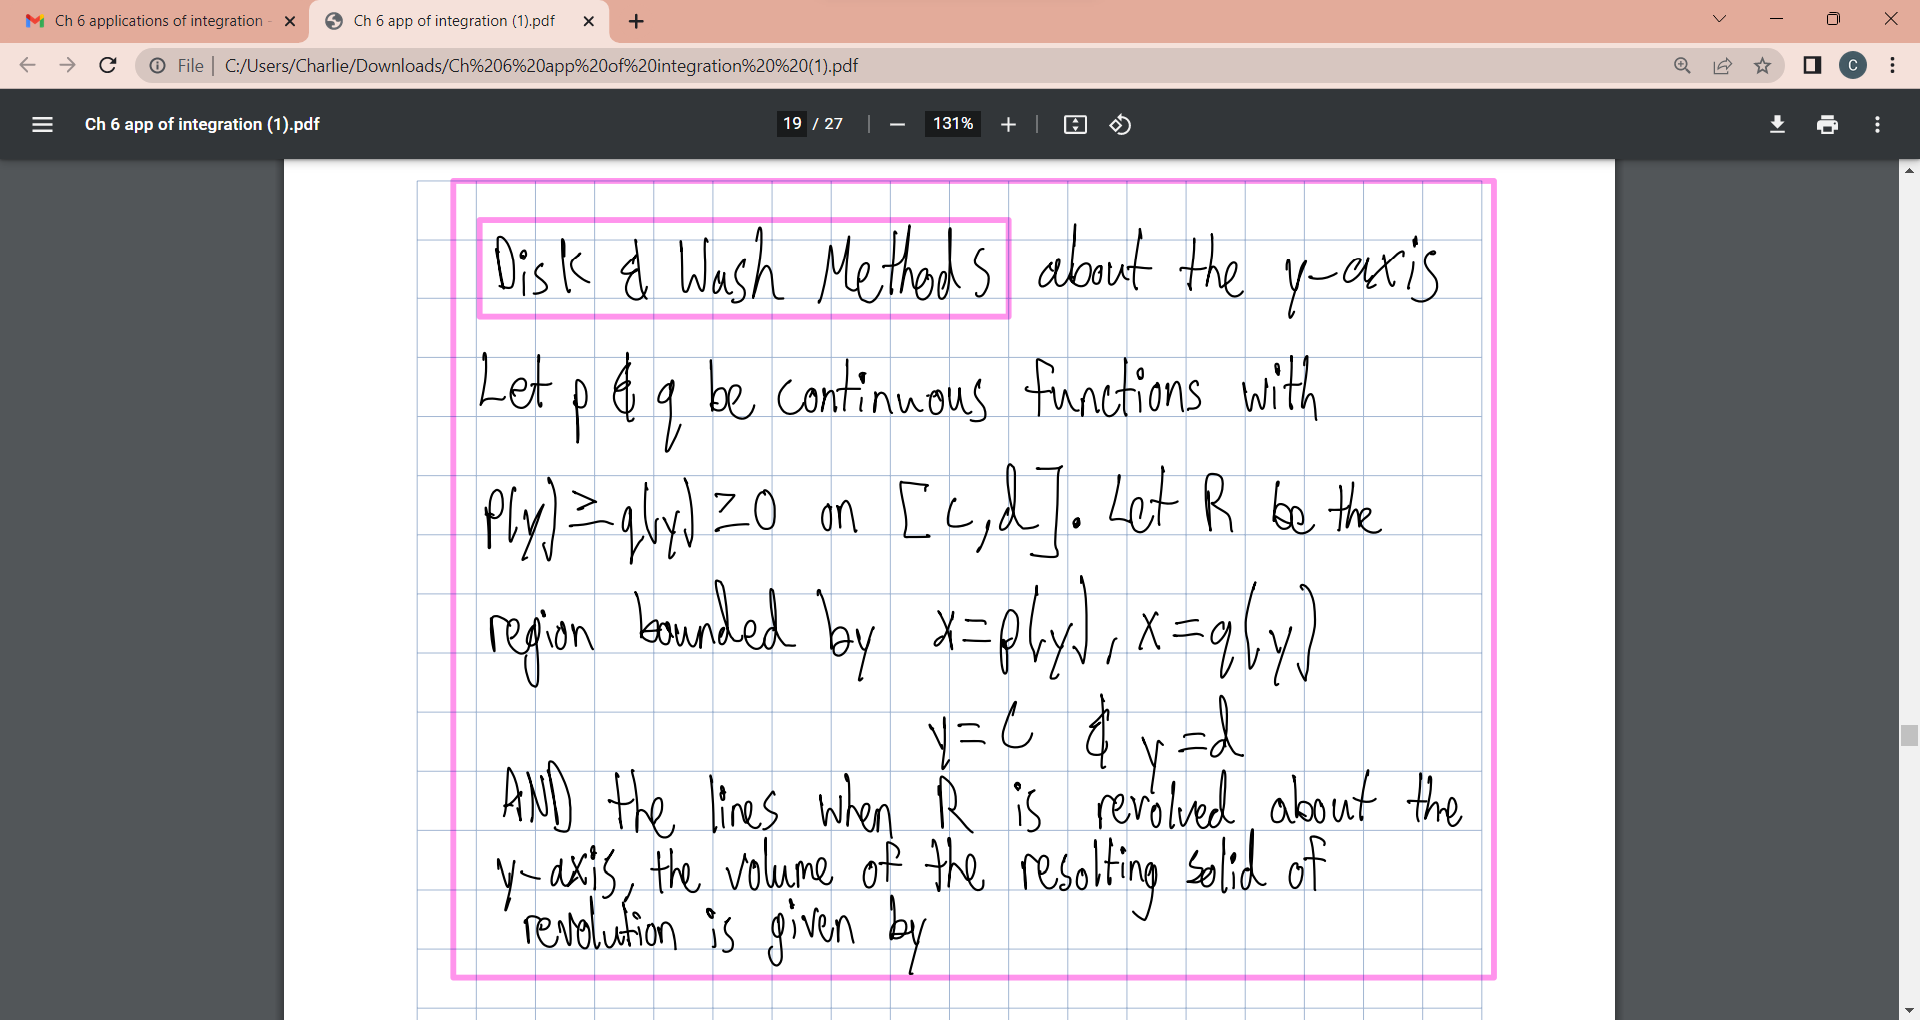 Ch 6 applications of integration -
Ch 6 app of integration (1).pdf
File | C:/Users/Charlie/Downloads/Ch%206%20app%20of%20integration%20%20(1).pdf
C
Ch 6 app of integration (1).pdf
19 / 27 | − 131% + |
Disk & Wash Methods about the y-axis
Let p & q be continuous functions with
p(y) ≥ q(y) ≥ 0 on [c,d]. Let R be the
region bounded by x=p(y), x=q(y)
y=c & y=d
AND the lines when R is revolved about the
y-axis, the volume of the resolting solid of
revolution is given by